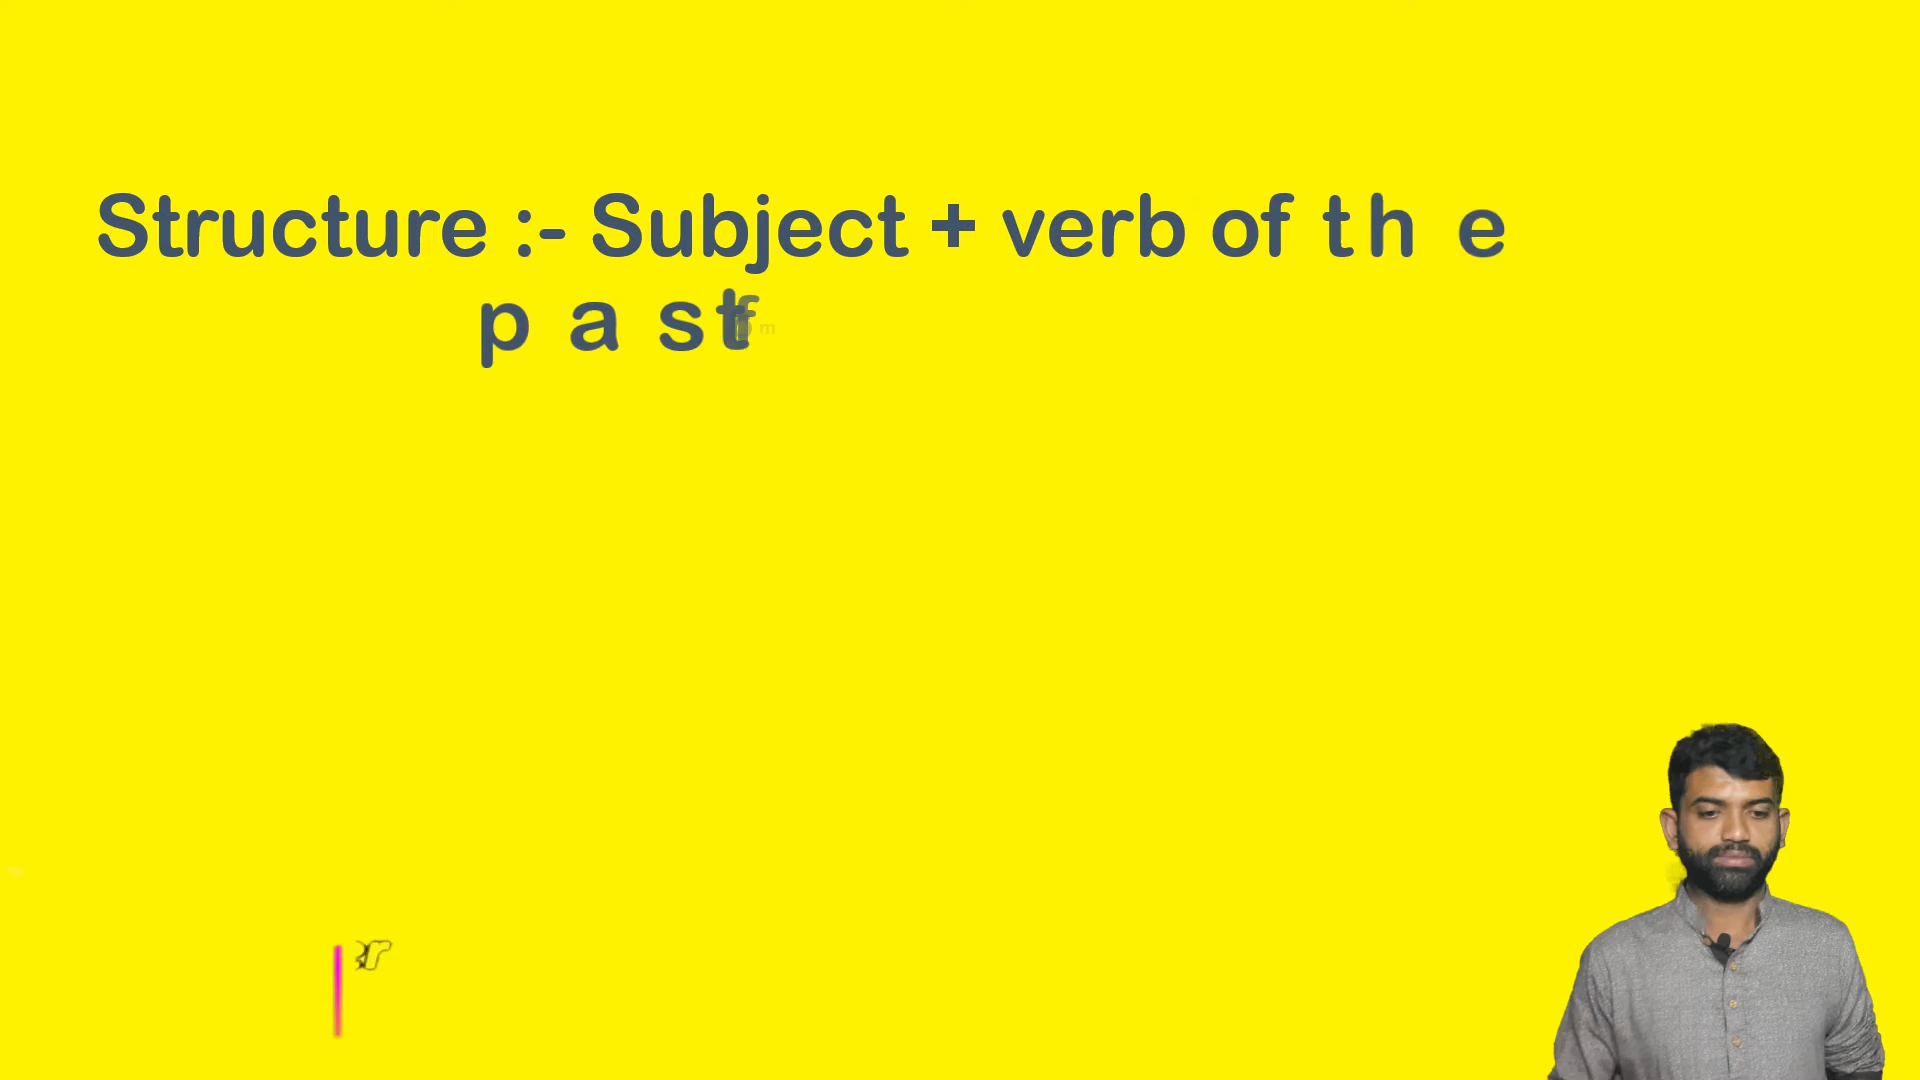 Structure :- Subject + verb of the
past